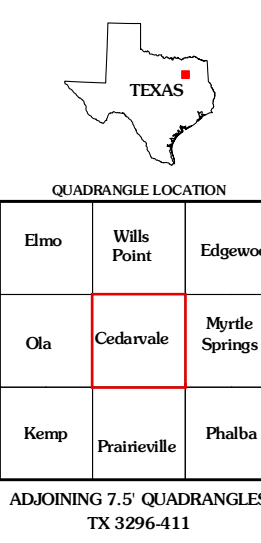 TEXAS
QUADRANGLE LOCATION
Elmo
Wills
Point
Edgewoo
Ola
Cedarvale
Myrtle
Springs
Kemp
Prairieville
Phalba
ADJOINING 7.5' QUADRANGLES
TX 3296-411